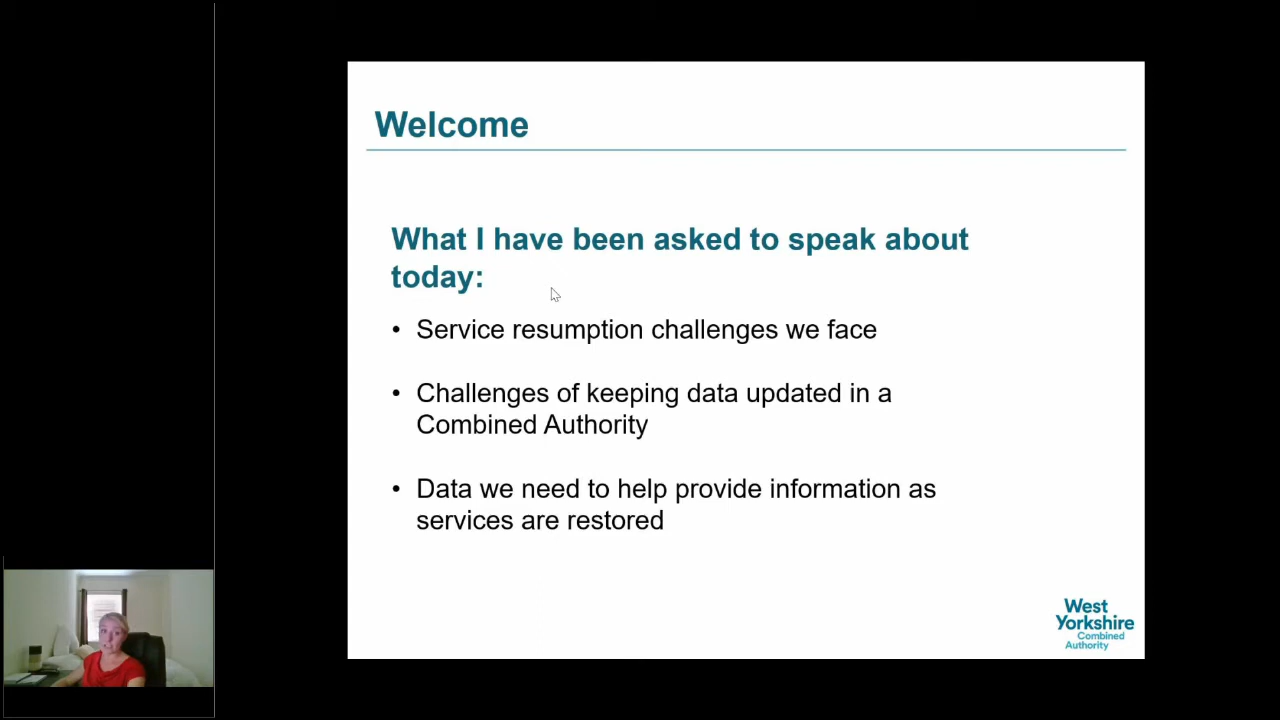 Welcome
What I have been asked to speak about
today:
• Service resumption challenges we face
• Challenges of keeping data updated in a
Combined Authority
• Data we need to help provide information as
services are restored
West
Yorkshire
Combined
Authority